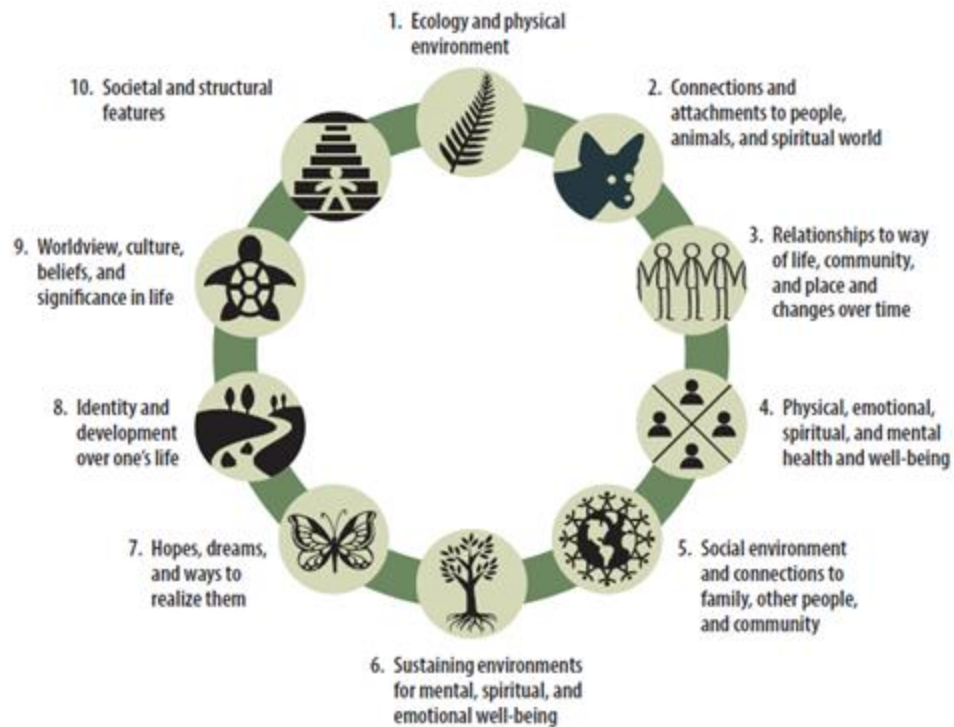 1. Ecology and physical
environment
2. Connections and
attachments to people,
animals, and spiritual world
3. Relationships to way
of life, community,
and place and
changes over time
4. Physical, emotional,
spiritual, and mental
health and well-being
5. Social environment
and connections to
family, other people,
and community
6. Sustaining environments
for mental, spiritual, and
emotional well-being
7. Hopes, dreams,
and ways to
realize them
8. Identity and
development
over one's life
9. Worldview, culture,
beliefs, and
significance in life
10. Societal and structural
features